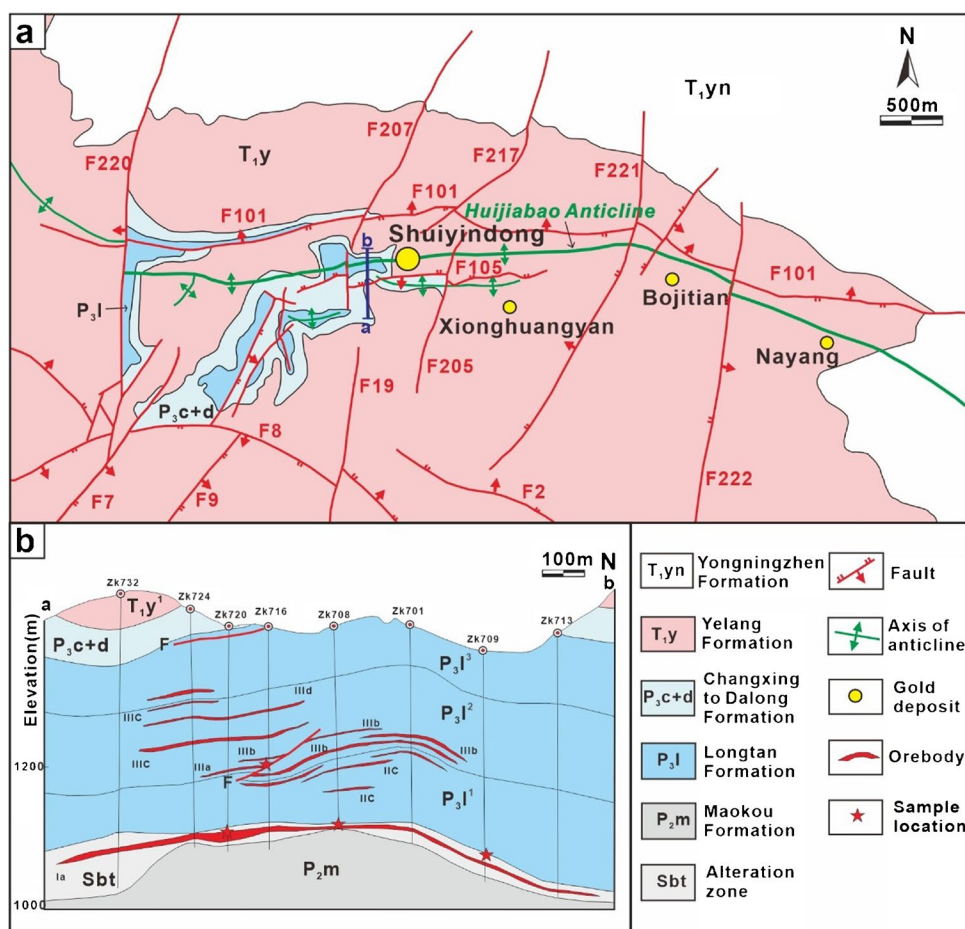 a
N
500m
T₁yn
F207
F217
T₁y
F221
F220
F101
F101
Huijiabao Anticline
Shuiyindong
b
F105
F101
P₃l
Bojitian
a
Xionghuangyan
Nayang
F205
F19
P₃c+d
F8
F222
F7
F9
F2
b
100m
N
a
b
Zk732
Zk724
Zk720
Zk716
Zk708
Zk701
Zk709
Zk713
T₁y¹
P₃c+d
F
P₃l³
Elevation(m)
IIId
P₃l²
IIIC
IIIb
IIIb
IIIb
IIIC
IIIa
1200
F
IIC
IIC
P₃l¹
Ia
Sbt
P₂m
1000
T₁yn
Yongningzhen
Formation
T₁y
Yelang
Formation
P₃c+d
Changxing
to Dalong
Formation
P₃l
Longtan
Formation
P₂m
Maokou
Formation
Sbt
Alteration
zone
Fault
Axis of
anticline
Gold
deposit
Orebody
Sample
location